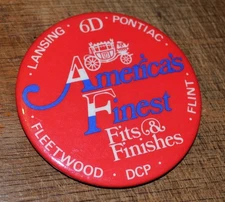 LANSING · 6D · PONTIAC · FLINT · DCP · FLEETWOOD ·
America's
Finest
Fits &
Finishes